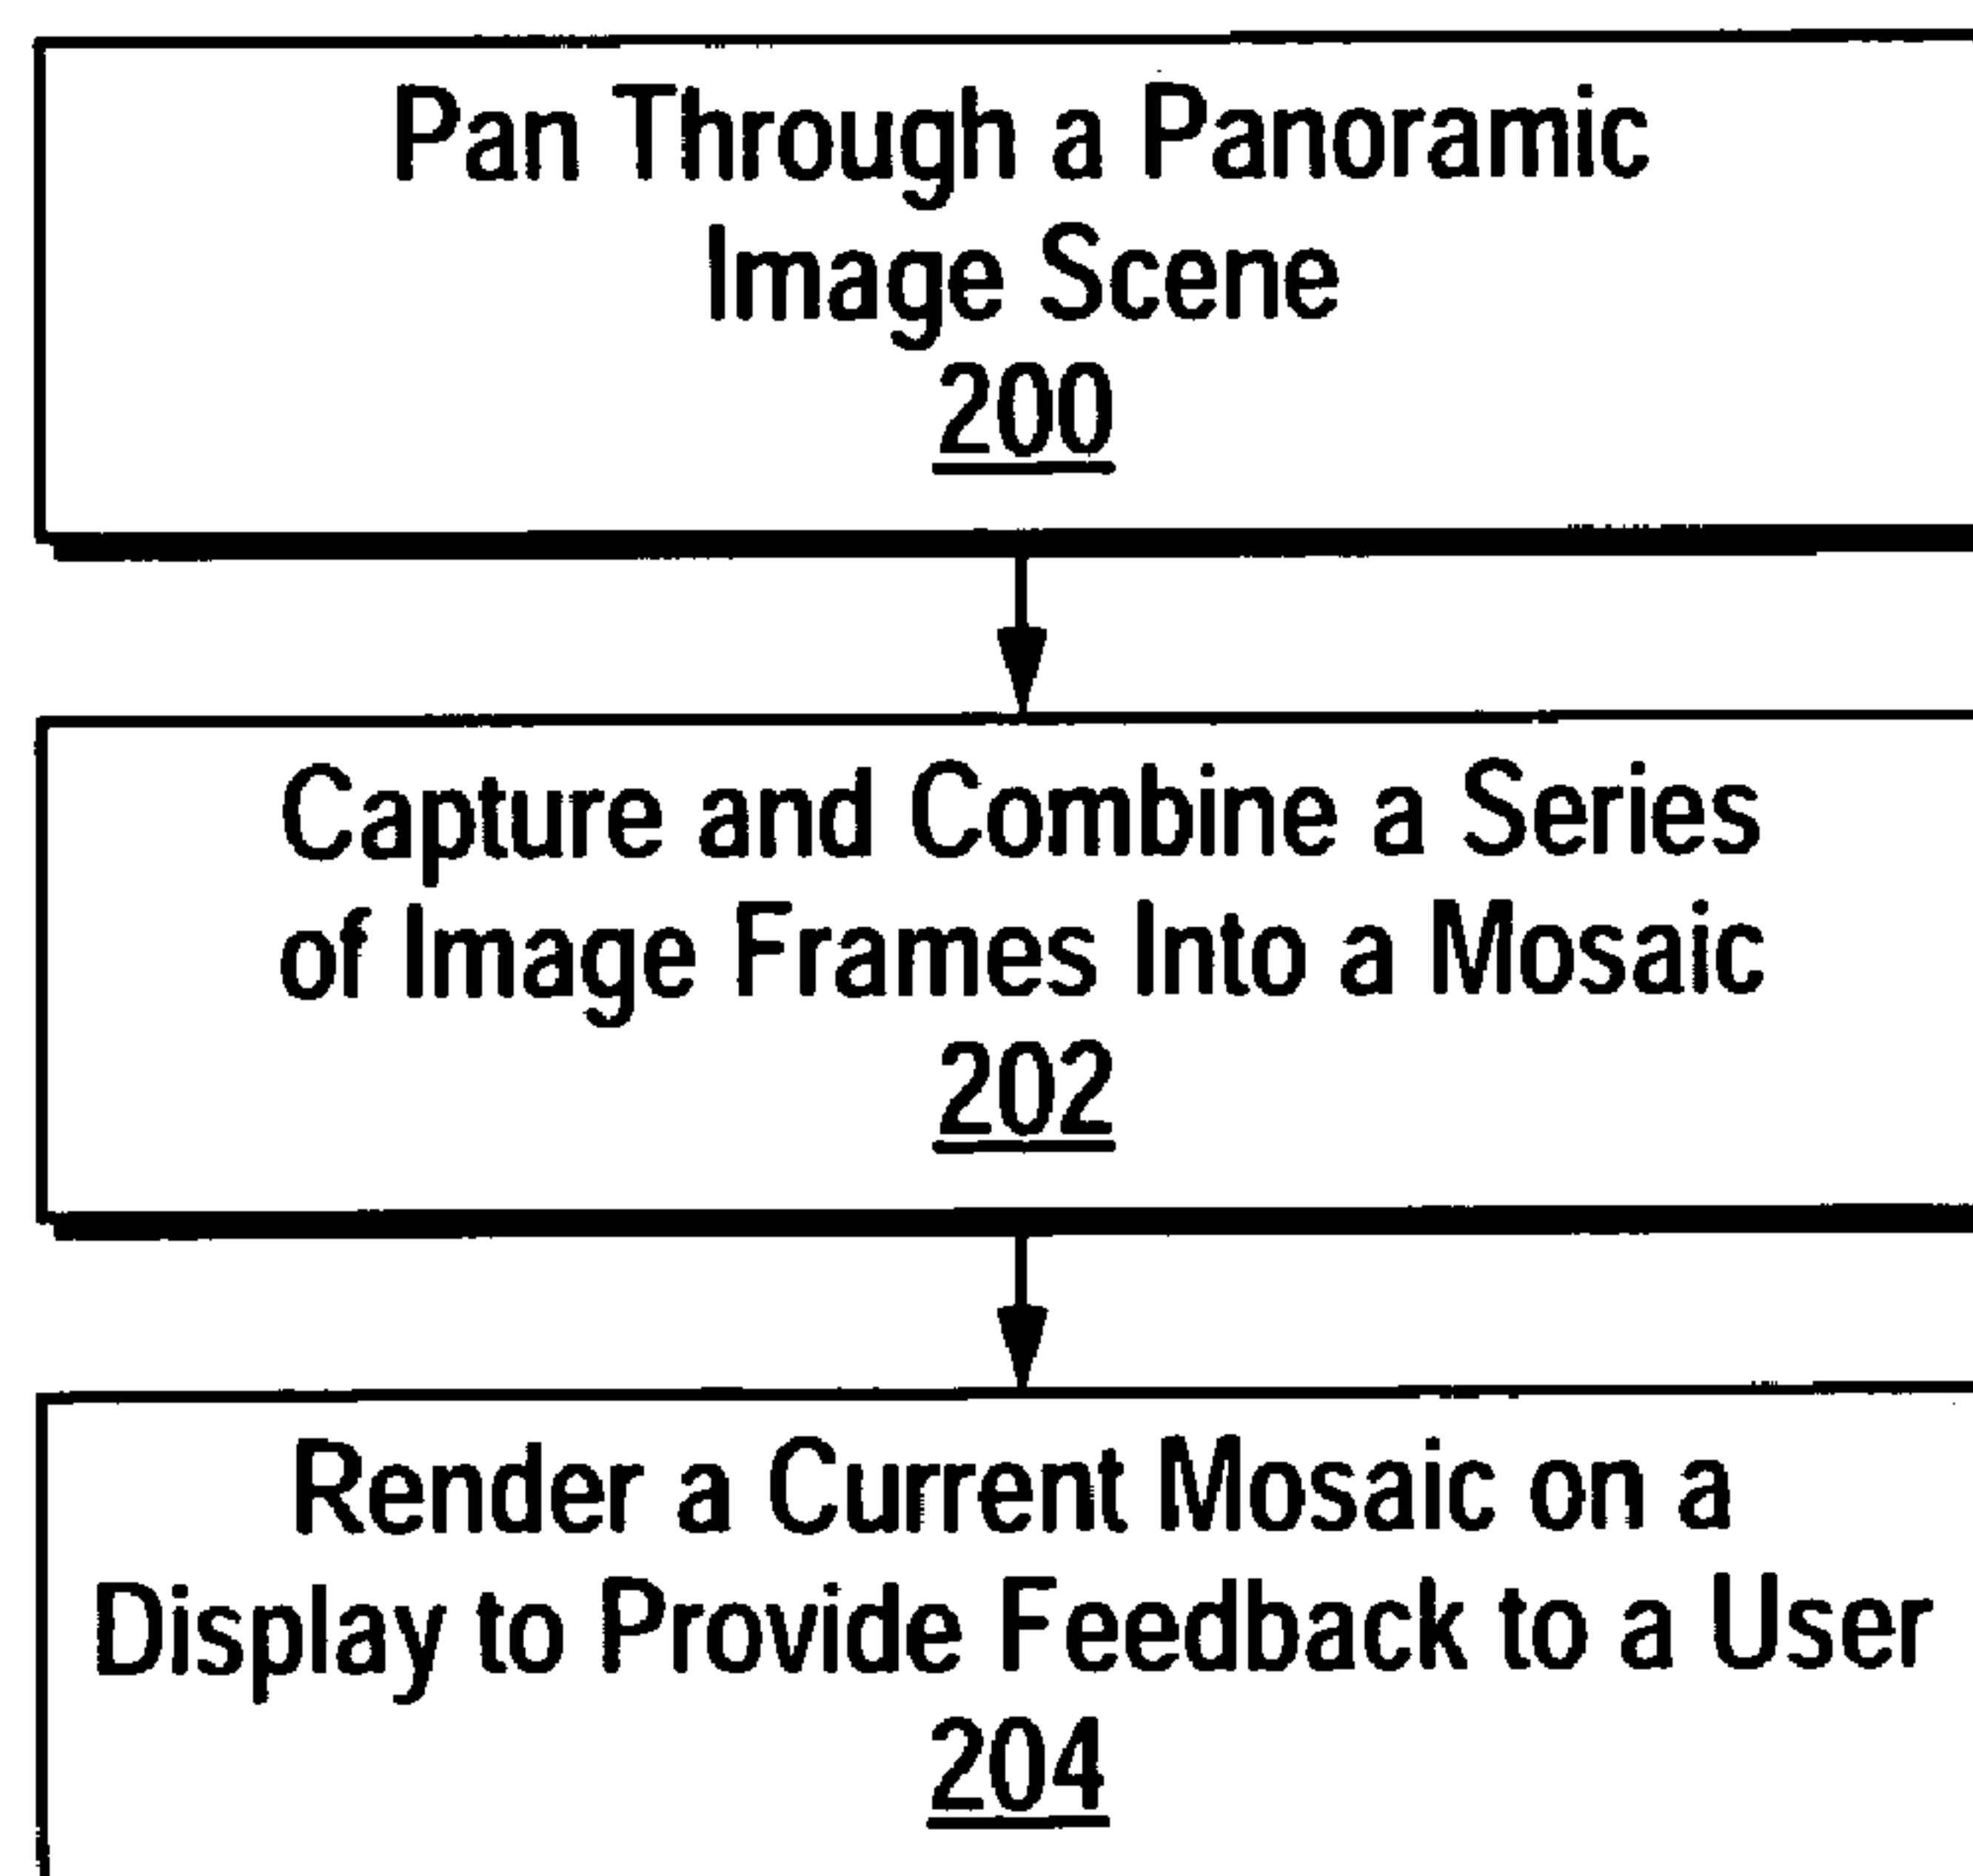 Pan Through a Panoramic
Image Scene
200
Capture and Combine a Series
of Image Frames Into a Mosaic
202
Render a Current Mosaic on a
Display to Provide Feedback to a User
204